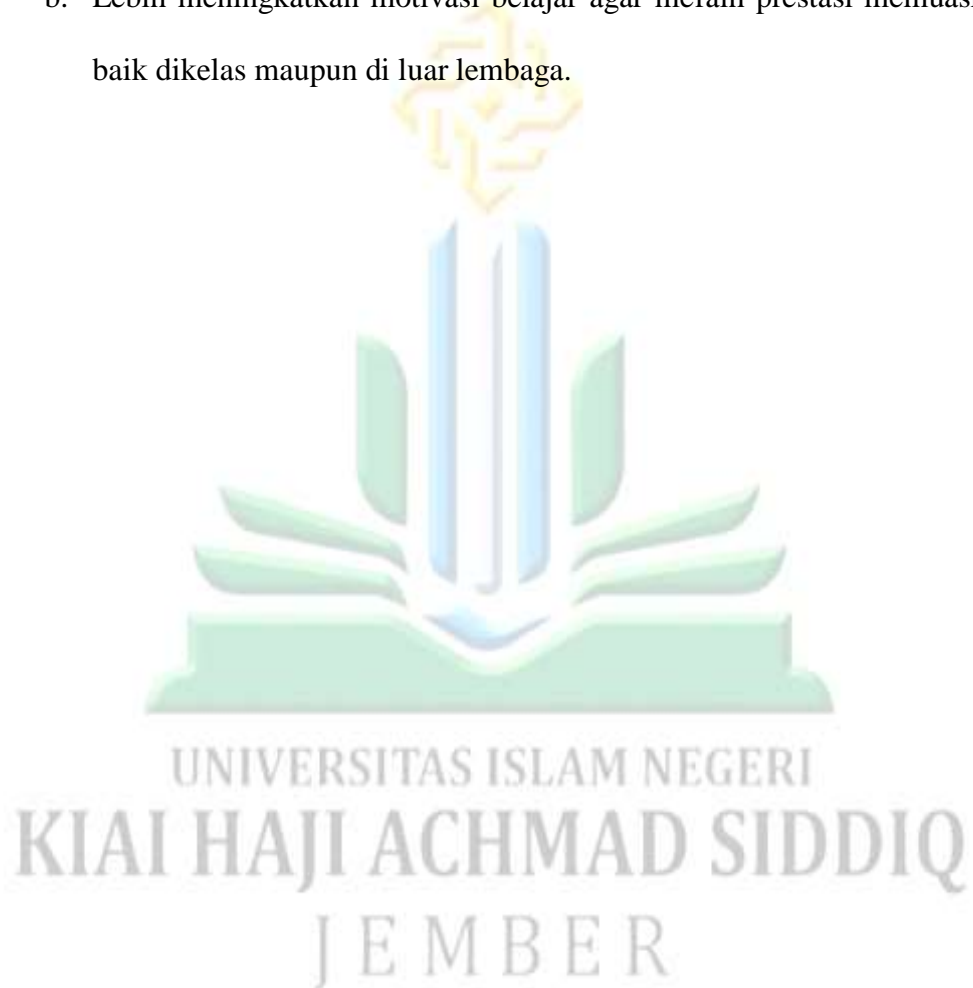 b. Lebih meningkatkan motivasi belajar agar meraih prestasi
baik dikelas maupun di luar lembaga.
UNIVERSITAS ISLAM NEGERI
KIAI HAJI ACHMAD SIDDIQ
JEMBER